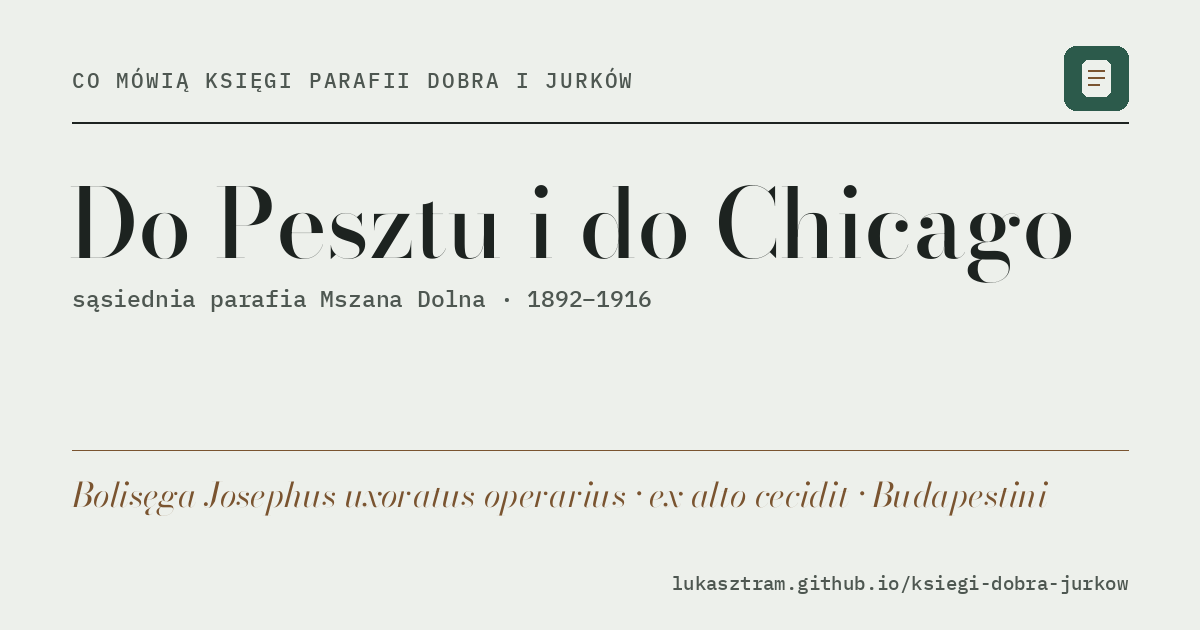 CO MÓWIĄ KSIĘGI PARAFII DOBRA I JURKÓW
Do Pesztu i do Chicago
sąsiednia parafia Mszana Dolna · 1892–1916
Bolisęga Josephus uxoratus operarius · ex alto cecidit · Budapestini
lukasztram.github.io/ksiegi-dobra-jurkow